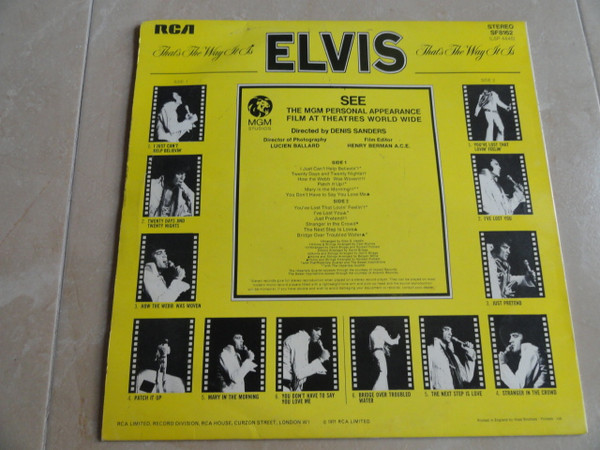 RCA
STEREO
SF8162
That's The Way It Is
ELVIS
That's The Way It Is
SIDE 1
SIDE 2
MGM
STUDIOS
SEE
THE MGM PERSONAL APPEARANCE
FILM AT THEATRES WORLD WIDE
Directed by DENIS SANDERS
Director of Photography
LUCIEN BALLARD
Film Editor
HENRY BERMAN A.C.E.
SIDE 1
I Just Can't Help Believin'
Twenty Days and Twenty Nights
How the Webb Was Woven
Patch It Up
Mary in the Morning
You Don't Have to Say You Love Me
SIDE 2
You've Lost That Lovin' Feelin'
I've Lost You
Just Pretend
Stranger in the Crowd
The Next Step Is Love
Bridge Over Troubled Water
1. I JUST CAN'T
HELP BELIEVIN'
2. TWENTY DAYS AND
TWENTY NIGHTS
3. HOW THE WEBB WAS WOVEN
1. YOU'VE LOST THAT
LOVIN' FEELIN'
2. I'VE LOST YOU
3. JUST PRETEND
4. PATCH IT UP
5. MARY IN THE MORNING
6. YOU DON'T HAVE TO SAY
YOU LOVE ME
6. BRIDGE OVER TROUBLED
WATER
5. THE NEXT STEP IS LOVE
4. STRANGER IN THE CROWD
RCA LIMITED, RECORD DIVISION, RCA HOUSE, CURZON STREET, LONDON W1
© 1971 RCA LIMITED